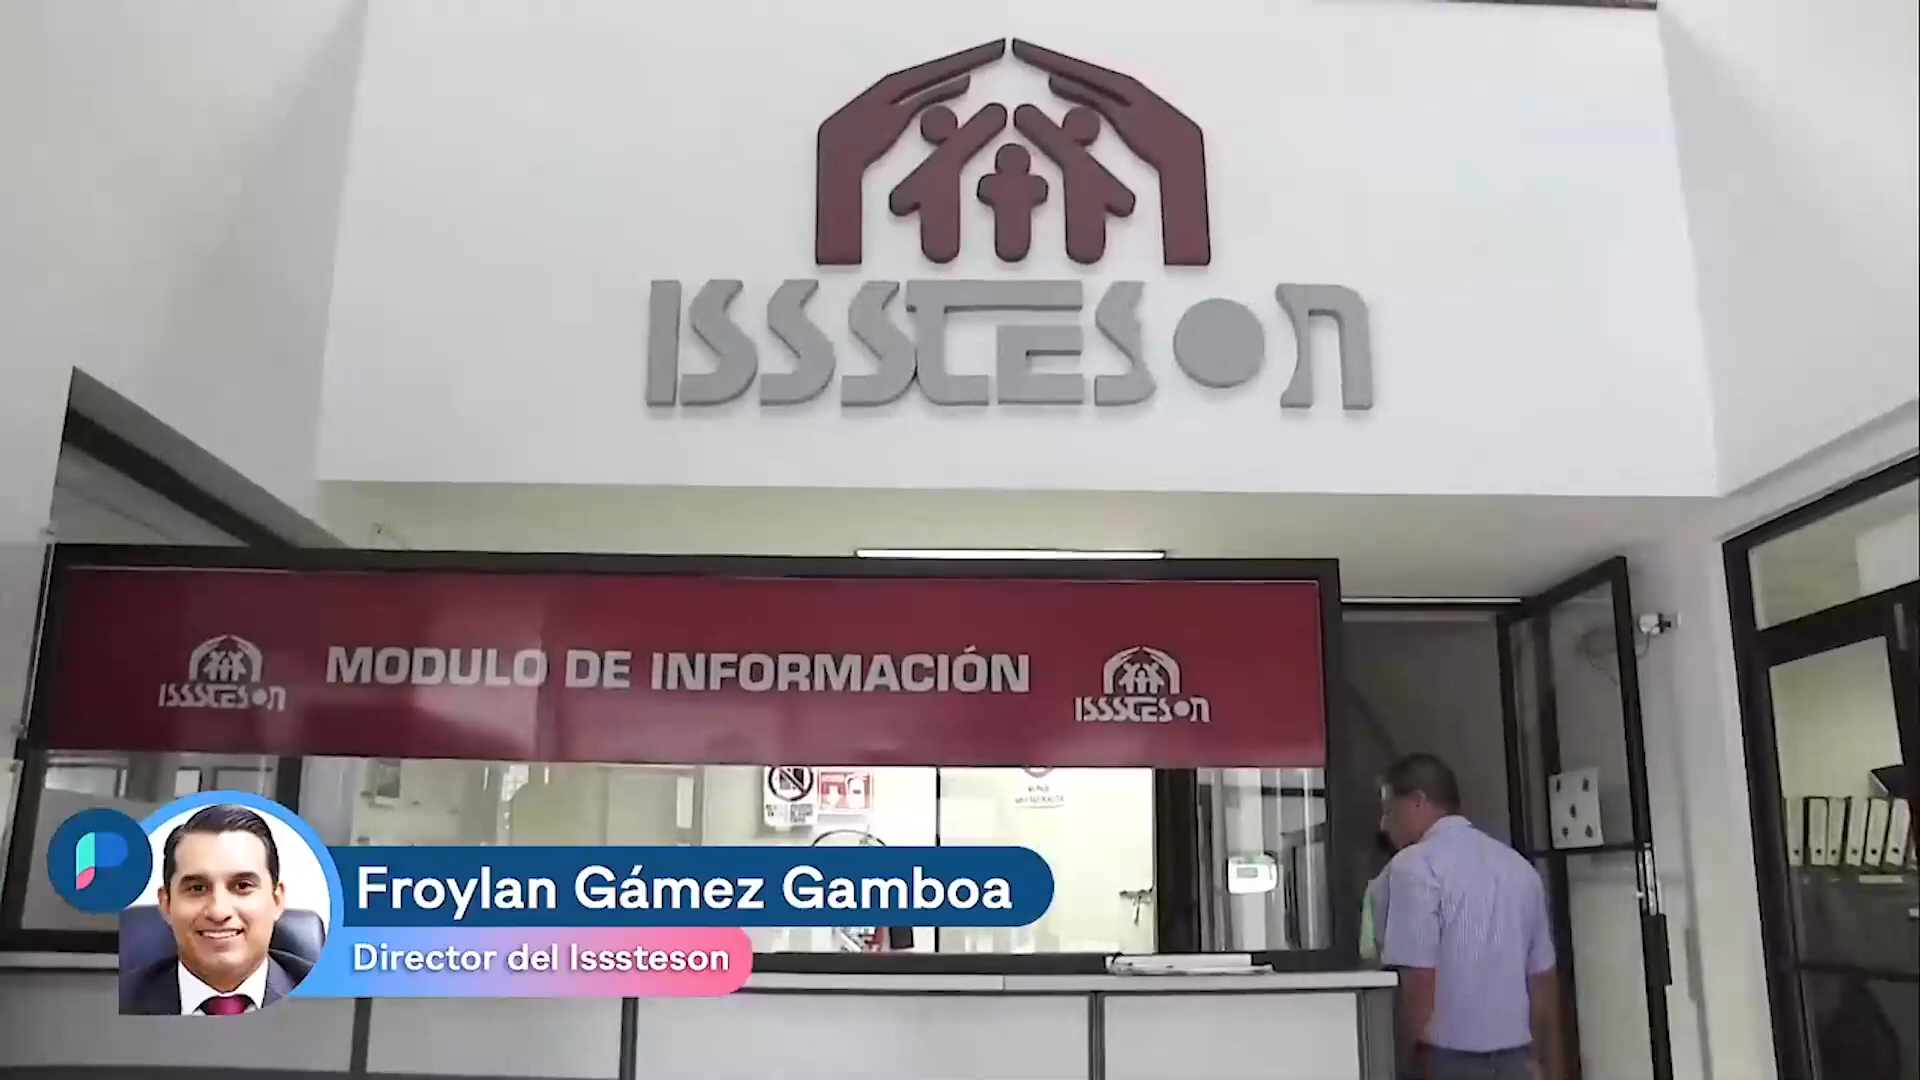 ISSSTESON
MODULO DE INFORMACIÓN
ISSSTESON
ISSSTESON
Froylan Gámez Gamboa
Director del Isssteson